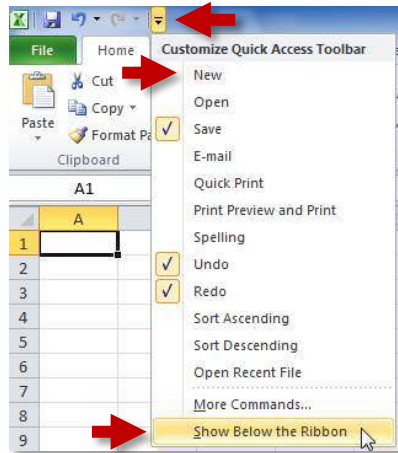 File Home Customize Quick Access Toolbar
Cut New
Copy Open
Paste Format Pa Save
Clipboard E-mail
A1 Quick Print
A Print Preview and Print
1 Spelling
2 Undo
3 Redo
4 Sort Ascending
5 Sort Descending
6 Open Recent File
7
8 More Commands...
9 Show Below the Ribbon